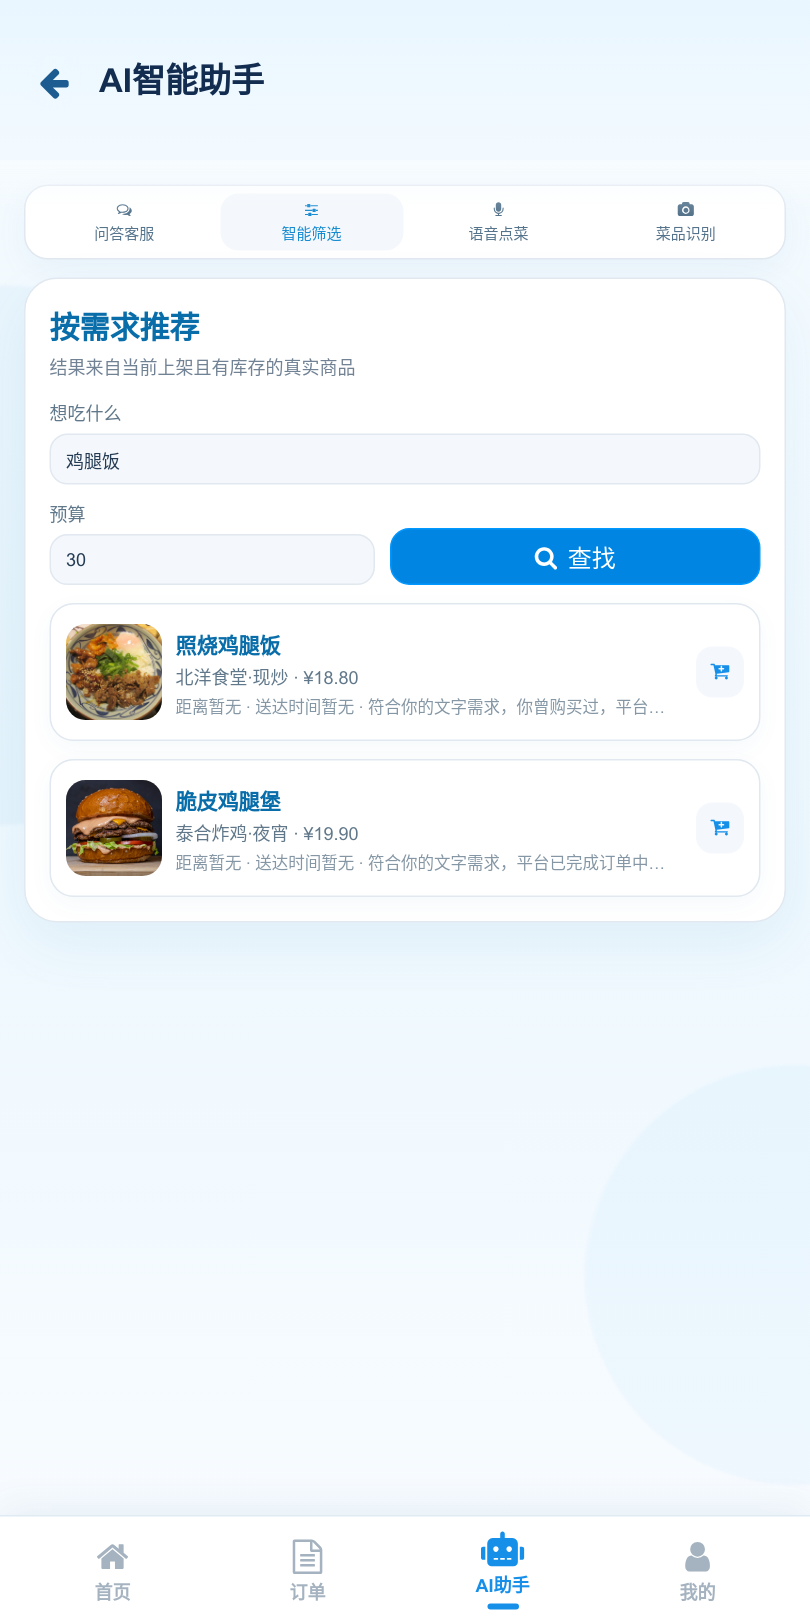 AI智能助手
问答客服
智能筛选
语音点菜
菜品识别
按需求推荐
结果来自当前上架且有库存的真实商品
想吃什么
鸡腿饭
预算
30
查找
照烧鸡腿饭
北洋食堂·现炒 · ¥18.80
距离暂无 · 送达时间暂无 · 符合你的文字需求，你曾购买过，平台...
脆皮鸡腿堡
泰合炸鸡·夜宵 · ¥19.90
距离暂无 · 送达时间暂无 · 符合你的文字需求，平台已完成订单中...
首页
订单
AI助手
我的